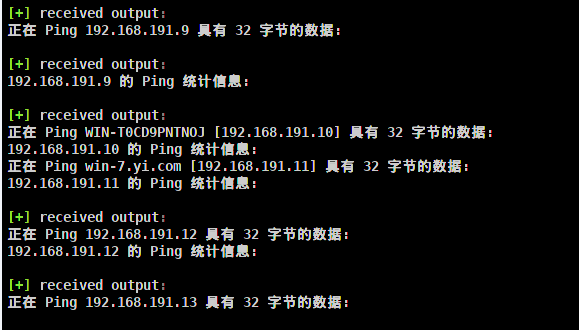 [+] received output:
正在 Ping 192.168.191.9 具有 32 字节的数据:
[+] received output:
192.168.191.9 的 Ping 统计信息:
[+] received output:
正在 Ping WIN-T0CD9PNTNOJ [192.168.191.10] 具有 32 字节的数据:
192.168.191.10 的 Ping 统计信息:
正在 Ping win-7.yi.com [192.168.191.11] 具有 32 字节的数据:
192.168.191.11 的 Ping 统计信息:
[+] received output:
正在 Ping 192.168.191.12 具有 32 字节的数据:
192.168.191.12 的 Ping 统计信息:
[+] received output:
正在 Ping 192.168.191.13 具有 32 字节的数据: